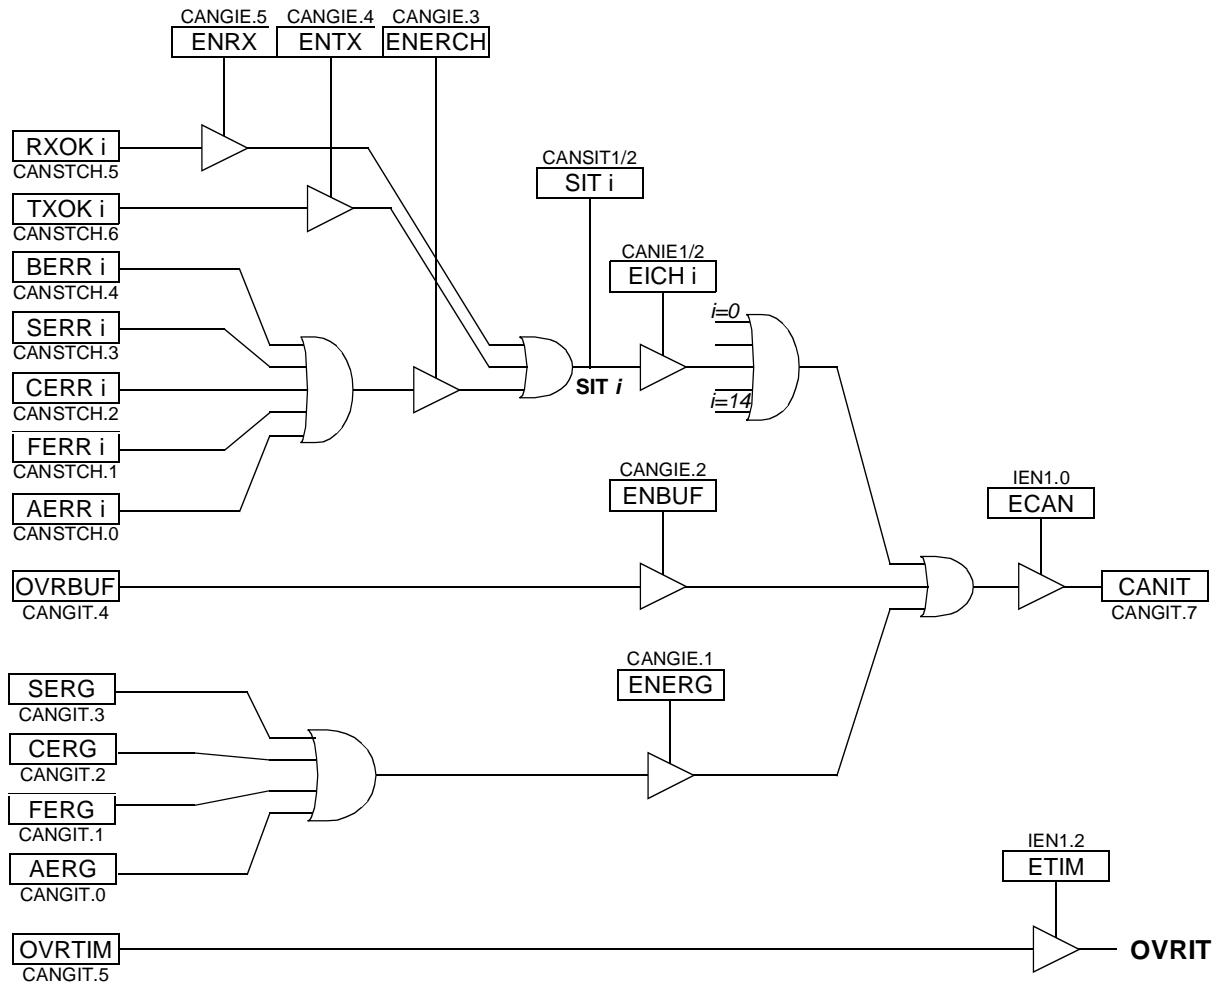 CANGIE.5 CANGIE.4 CANGIE.3
ENRX ENTX ENERCH
RXOK i
CANSTCH.5
TXOK i
CANSTCH.6
BERR i
CANSTCH.4
SERR i
CANSTCH.3
CERR i
CANSTCH.2
FERR i
CANSTCH.1
AERR i
CANSTCH.0
CANSIT1/2
SIT i
SIT i
CANIE1/2
EICH i
i=0
i=14
CANGIE.2
ENBUF
IEN1.0
ECAN
OVRBUF
CANGIT.4
CANIT
CANGIT.7
CANGIE.1
ENERG
SERG
CANGIT.3
CERG
CANGIT.2
FERG
CANGIT.1
AERG
CANGIT.0
IEN1.2
ETIM
OVRTIM
CANGIT.5
OVRIT